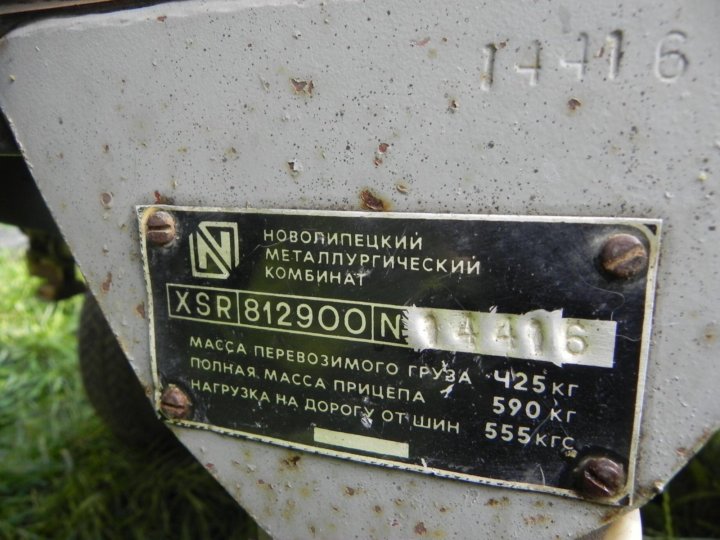 14416
НОВОЛИПЕЦКИЙ
МЕТАЛЛУРГИЧЕСКИЙ
КОМБИНАТ
XSR 812900 N 14416
МАССА ПЕРЕВОЗИМОГО ГРУЗА 425 КГ
ПОЛНАЯ МАССА ПРИЦЕПА 590 КГ
НАГРУЗКА НА ДОРОГУ ОТ ШИН 555 КГС